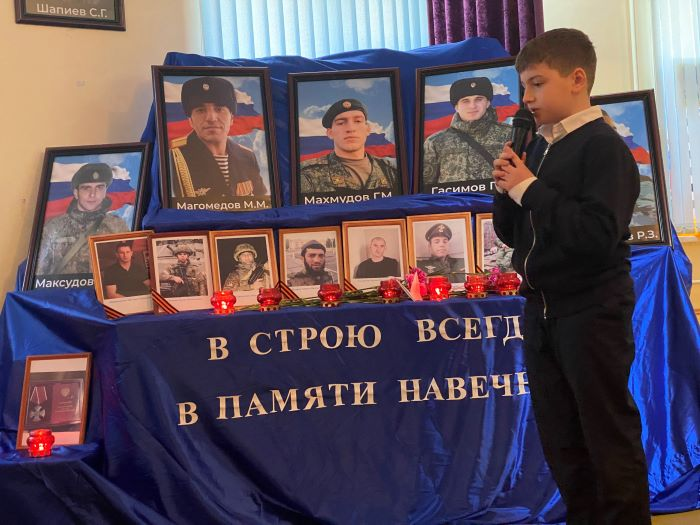 Шапиев С.Г.
Магомедов М.М.
Махмудов Г.М.
Гасимов Г
Максудов
Р.З.
В СТРОЮ ВСЕГД
В ПАМЯТИ НАВЕЧ